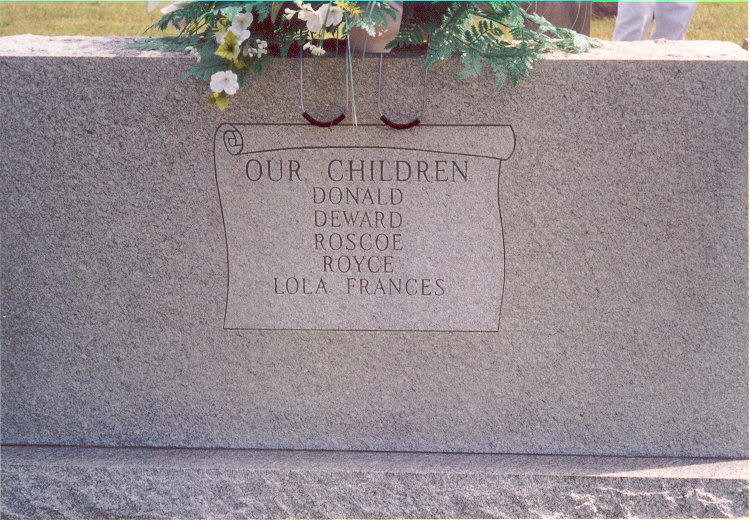 OUR CHILDREN
DONALD
DEWARD
ROSCOE
ROYCE
LOLA FRANCES